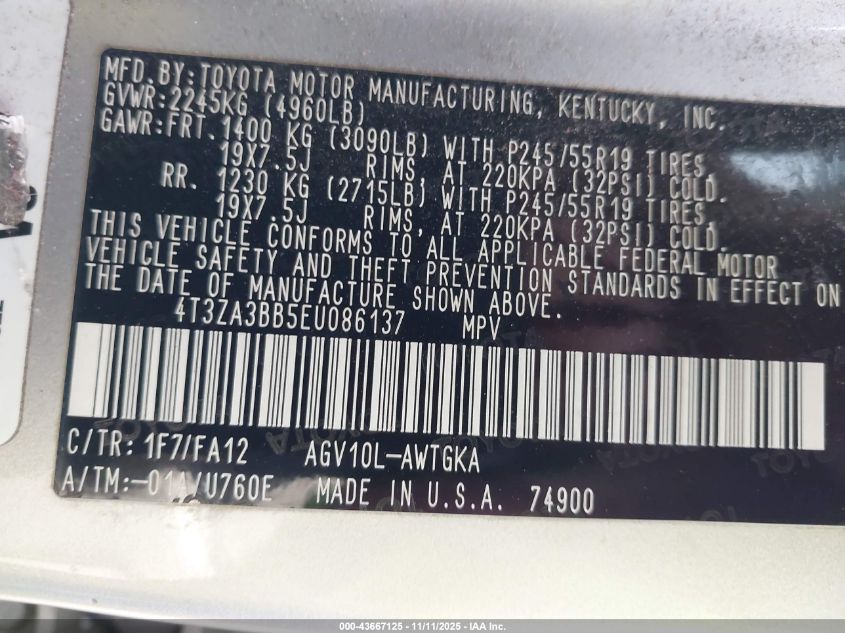 MFD. BY: TOYOTA MOTOR MANUFACTURING, KENTUCKY, INC.
GVWR: 2245KG (4960LB)
GAWR: FRT. 1400 KG (3090LB) WITH P245/55R19 TIRES,
19X7.5J RIMS, AT 220KPA (32PSI) COLD.
RR. 1230 KG (2715LB) WITH P245/55R19 TIRES,
19X7.5J RIMS, AT 220KPA (32PSI) COLD.
THIS VEHICLE CONFORMS TO ALL APPLICABLE FEDERAL MOTOR
VEHICLE SAFETY AND THEFT PREVENTION STANDARDS IN EFFECT ON
THE DATE OF MANUFACTURE SHOWN ABOVE.
4T3ZA3BB5EU086137 MPV
C/TR: 1F7/FA12 AGV10L-AWTGKA
A/TM:-01A/U760E MADE IN U.S.A. 74900
000-43667125 - 11/11/2025 - IAA Inc.